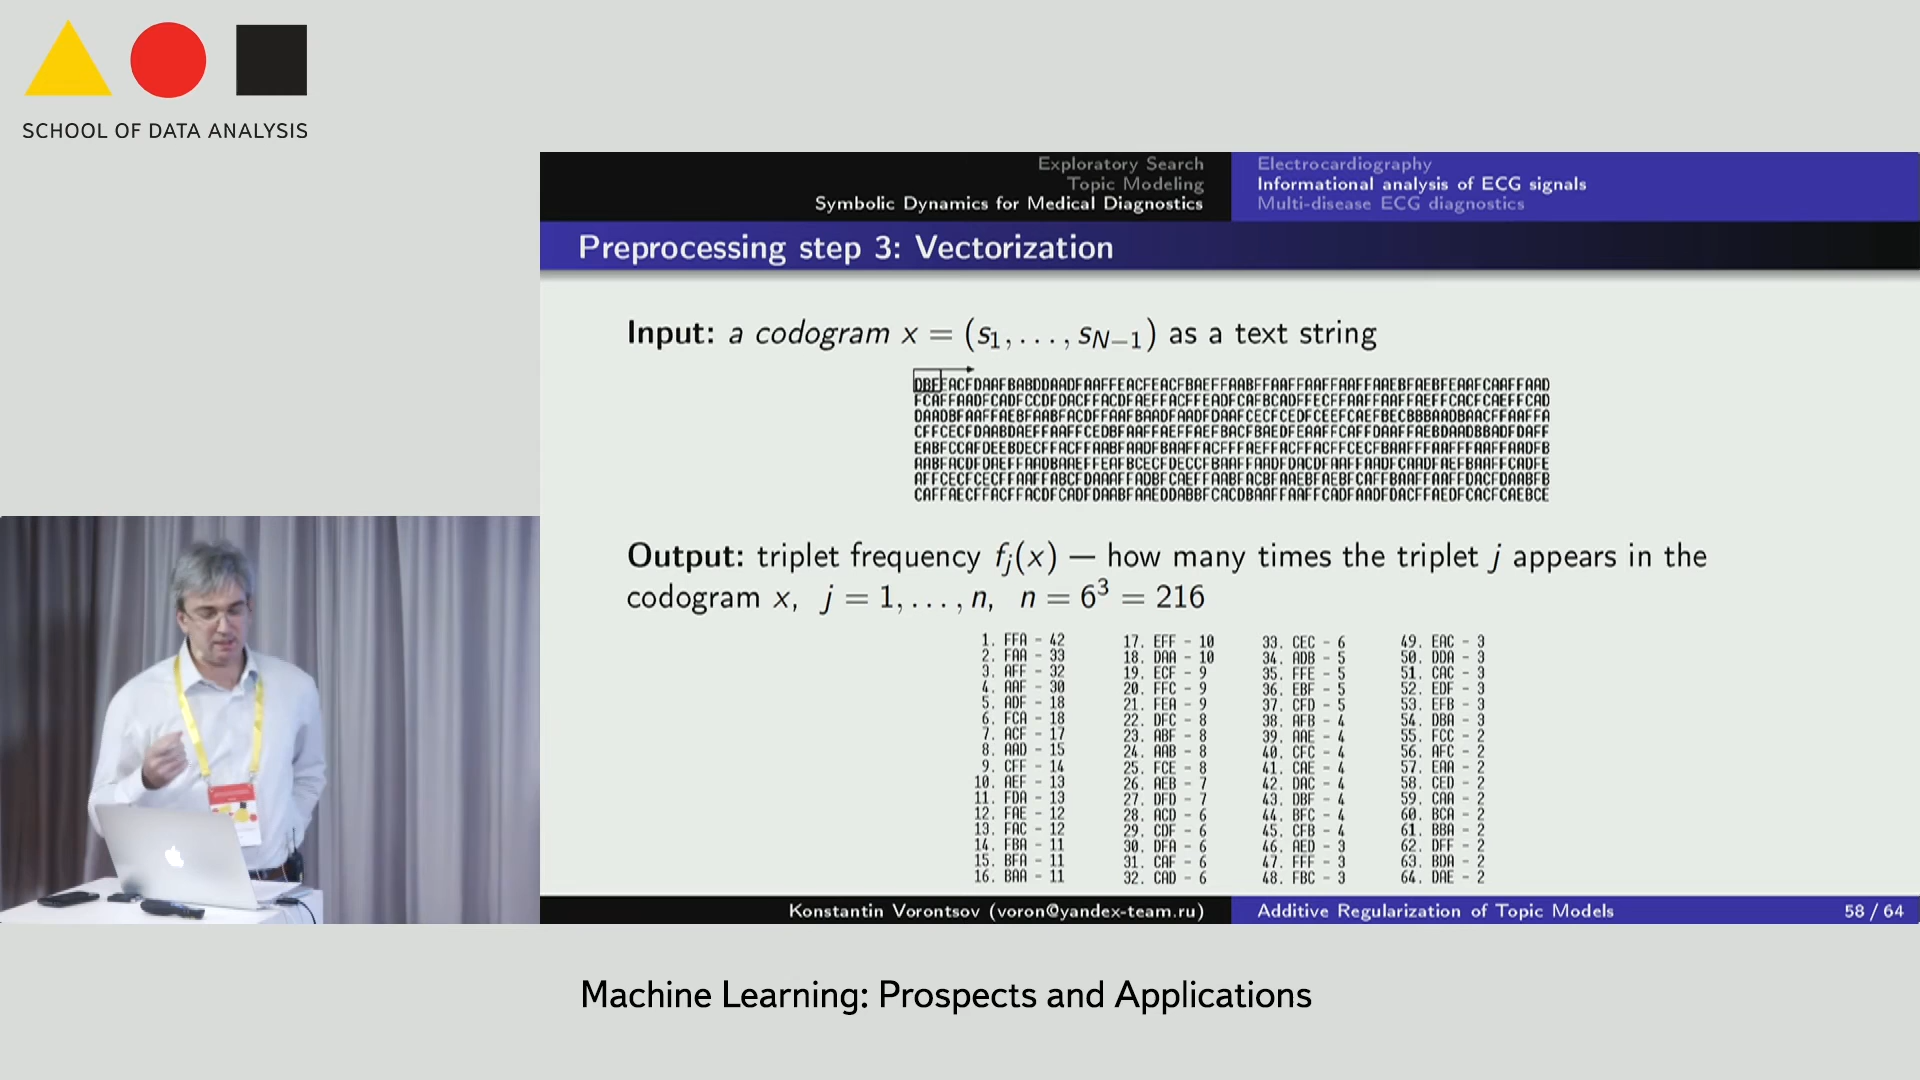 SCHOOL OF DATA ANALYSIS
Exploratory Search
Topic Modeling
Symbolic Dynamics for Medical Diagnostics
Electrocardiography
Informational analysis of ECG signals
Multi-disease ECG diagnostics
Preprocessing step 3: Vectorization
Input: a codogram x = (s₁, . . . , s_{N−1}) as a text string
DBFEACFDAAFBABDDAADFAAFFEACFEACFBAEFFAABFFAAFFAAFFAAFFAAEBFAEBFEAAFCAAFFAAD
FCAFFAADFCADFCCDFDACFFACDFAEFFACFFEADFCAFBCADFFECFFAAFFAAFFAEFFCACFCAEFFCAD
DAADBFAAFFAEBFAABFACDFFAAFBAADFAADFDAAFCECFCEDFCEEFCAEFBECBBBAADBAACFFAAFFA
CFFCECFDAABDAEFFAAFFCEDBFAAFFAEFFAEFBACFBAEDFEAAFFCAFFDAAFFAEBDAADBBADFDAFF
EABFCCAFDEEBDECFFACFFAABFAADFBAAFFACFFFAEFFACFFACFFCECFBAAFFAAFFFAAFFAAFAADFB
AABFACDFDAEFFAADBAAEFFEAFBCECFDECCFBAAFFAADFDACDFAAFFAADFCAADFAEFBAAFFCADFE
AFFCECFCECFFAAFFABCFDAAAFFADBFCAEFFAABFACBFAAEBFAEBFCAFFBAAFFAAFFDACFDAABFB
CAFFAECFFACFFACDFCADFDAABFAAEDDABBFCACDBAAFFAAFFCADFAADFDACFFAEDFCACFCAEBCE
Output: triplet frequency fⱼ(x) — how many times the triplet j appears in the
codogram x, j = 1, . . . , n, n = 6³ = 216
1. FFA - 42
2. FAA - 33
3. AFF - 32
4. AAF - 30
5. ADF - 18
6. FCA - 18
7. ACF - 17
8. AAD - 15
9. CFF - 14
10. AEF - 13
11. FDA - 13
12. FAE - 12
13. FAC - 12
14. FBA - 11
15. BFA - 11
16. BAA - 11
17. EFF - 10
18. DAA - 10
19. ECF - 9
20. FFC - 9
21. FEA - 9
22. DFC - 8
23. ABF - 8
24. AAB - 8
25. FCE - 8
26. AEB - 7
27. DFD - 7
28. ACD - 6
29. CDF - 6
30. DFA - 6
31. CAF - 6
32. CAD - 6
33. CEC - 6
34. ADB - 5
35. FFE - 5
36. EBF - 5
37. CFD - 5
38. AFB - 4
39. AAE - 4
40. CFC - 4
41. CAE - 4
42. DAC - 4
43. DBF - 4
44. BFC - 4
45. CFB - 4
46. AED - 3
47. FFF - 3
48. FBC - 3
49. EAC - 3
50. DDA - 3
51. CAC - 3
52. EDF - 3
53. EFB - 3
54. DBA - 3
55. FCC - 2
56. AFC - 2
57. EAA - 2
58. CED - 2
59. CAA - 2
60. BCA - 2
61. BBA - 2
62. DFF - 2
63. BDA - 2
64. DAE - 2
Konstantin Vorontsov (voron@yandex-team.ru)
Additive Regularization of Topic Models
58 / 64
Machine Learning: Prospects and Applications